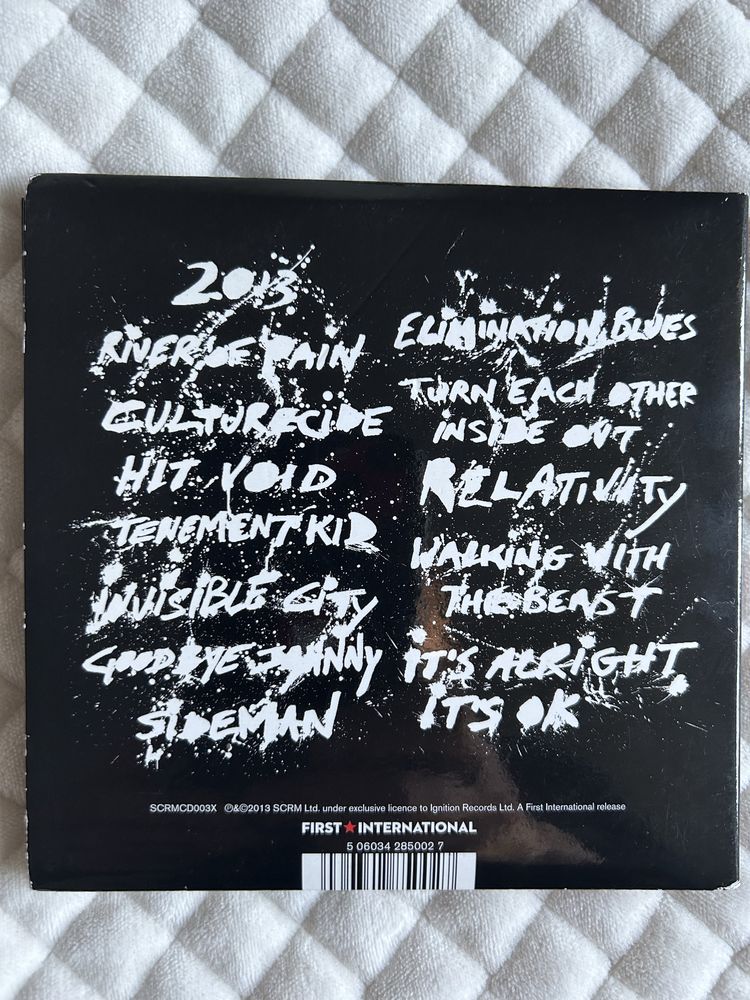 2013
RIVER OF PAIN
CULTURECIDE
HIT VOID
TENEMENT KID
INVISIBLE CITY
GOODBYE JOHNNY
SIDEMAN
ELIMINATION BLUES
TURN EACH OTHER
INSIDE OUT
RELATIVITY
WALKING WITH
THE BEAST
IT'S ALRIGHT,
IT'S OK
SCRMCD003X ℗&©2013 SCRM Ltd. under exclusive licence to Ignition Records Ltd. A First International release
FIRST★INTERNATIONAL
5 06034 285002 7